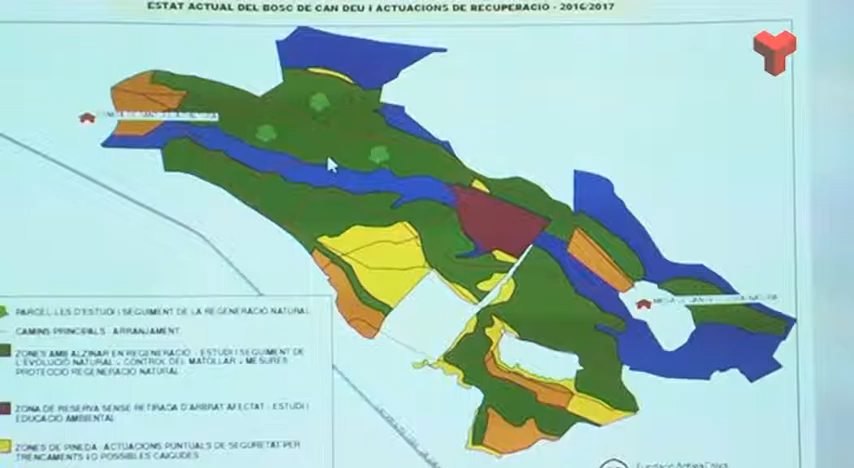 ESTAT ACTUAL DEL BOSC DE CAN DEU I ACTUACIONS DE RECUPERACIÓ - 2016/2017
PARCEL·LES D'ESTUDI I SEGUIMENT DE LA REGENERACIÓ NATURAL
CAMINS PRINCIPALS : ARRANJAMENT
ZONES AMB ALZINAR EN REGENERACIÓ - ESTUDI I SEGUIMENT DE
L'EVOLUCIÓ NATURAL - CONTROL DEL MATOLLAR - MESURES
PROTECCIÓ REGENERACIÓ NATURAL
ZONA DE RESERVA SENSE RETIRADA D'ARBRAT AFECTAT : ESTUDI I
EDUCACIÓ AMBIENTAL
ZONES DE PINEDA : ACTUACIONS PUNTUALS DE SEGURETAT PER
TRENCAMENTS I/O POSSIBLES CAIGUDES
Fundació